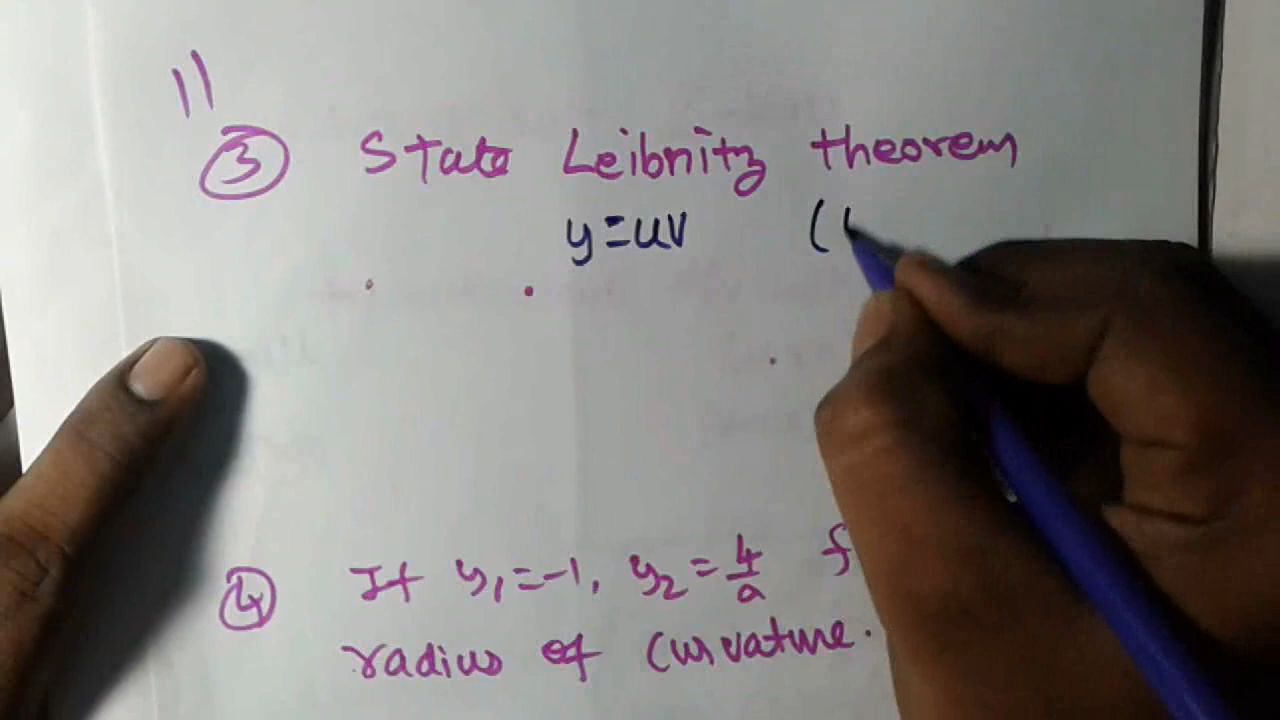 11
③ State Leibnitz theorem
y=uv (
④ If y₁=-1, y₂=4/a
radius of curvature.